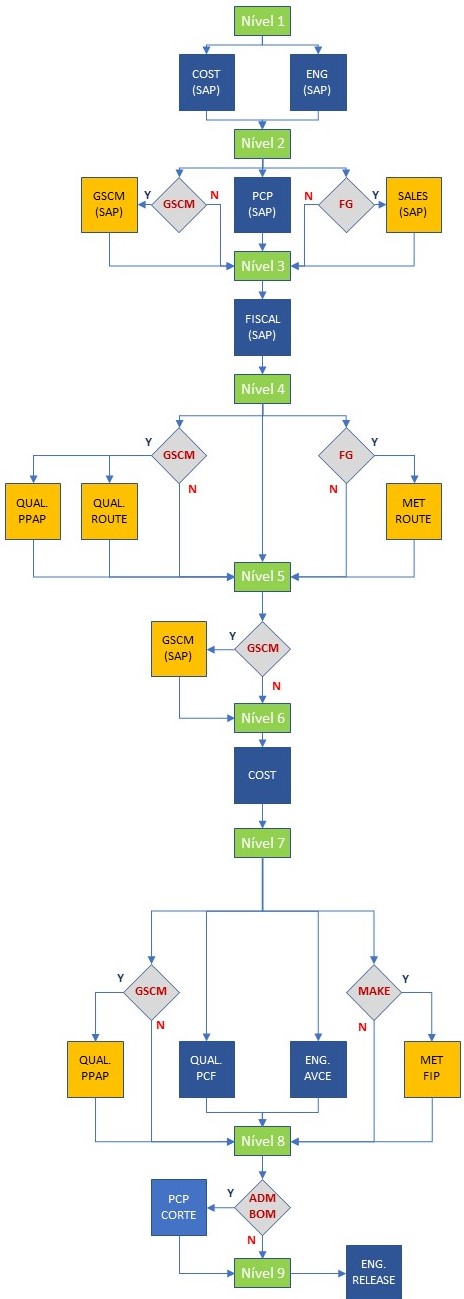 Nível 1
COST
(SAP)
ENG
(SAP)
Nível 2
GSCM
(SAP)
Y
GSCM
N
PCP
(SAP)
N
FG
Y
SALES
(SAP)
Nível 3
FISCAL
(SAP)
Nível 4
Y
GSCM
N
FG
Y
N
QUAL.
PPAP
QUAL.
ROUTE
MET
ROUTE
Nível 5
GSCM
(SAP)
Y
GSCM
N
Nível 6
COST
Nível 7
Y
GSCM
N
MAKE
Y
N
QUAL.
PPAP
QUAL.
PCF
ENG.
AVCE
MET
FIP
Nível 8
PCP
CORTE
Y
ADM
BOM
N
Nível 9
ENG.
RELEASE